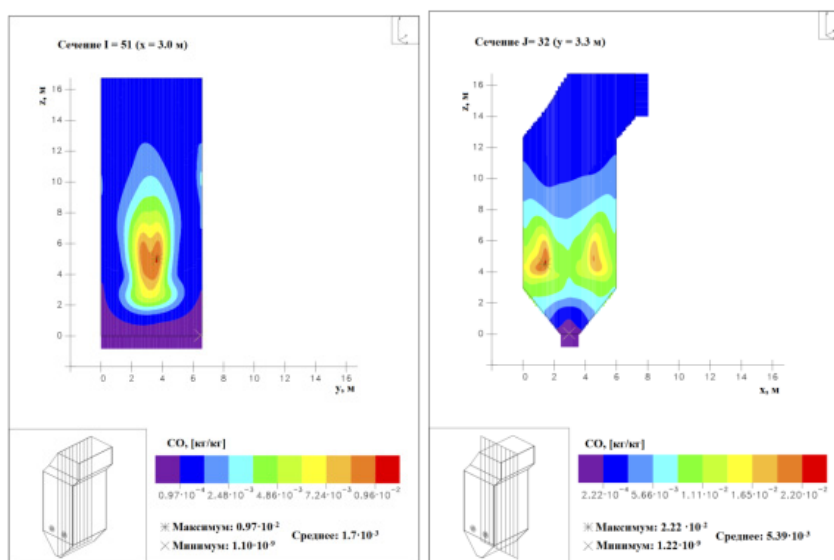 Сечение I = 51 (x = 3.0 м)
z, м
16
14
12
10
8
6
4
2
0
0 2 4 6 8 10 12 14 16
y, м
CO, [кг/кг]
0.97·10⁻⁴ 2.48·10⁻³ 4.86·10⁻³ 7.24·10⁻³ 0.96·10⁻²
Максимум: 0.97·10⁻²
Минимум: 1.10·10⁻⁹
Среднее: 1.7·10⁻³
Сечение J= 32 (y = 3.3 м)
z, м
16
14
12
10
8
6
4
2
0
0 2 4 6 8 10 12 14 16
x, м
CO, [кг/кг]
2.22·10⁻⁴ 5.66·10⁻³ 1.11·10⁻² 1.65·10⁻² 2.20·10⁻²
Максимум: 2.22 ·10⁻²
Минимум: 1.22·10⁻⁹
Среднее: 5.39·10⁻³